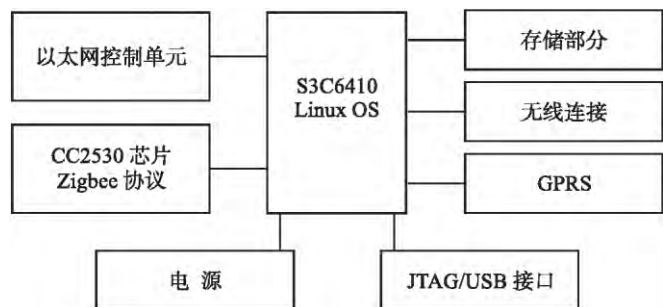 以太网控制单元
S3C6410
Linux OS
存储部分
无线连接
CC2530 芯片
Zigbee 协议
GPRS
电 源
JTAG/USB 接口